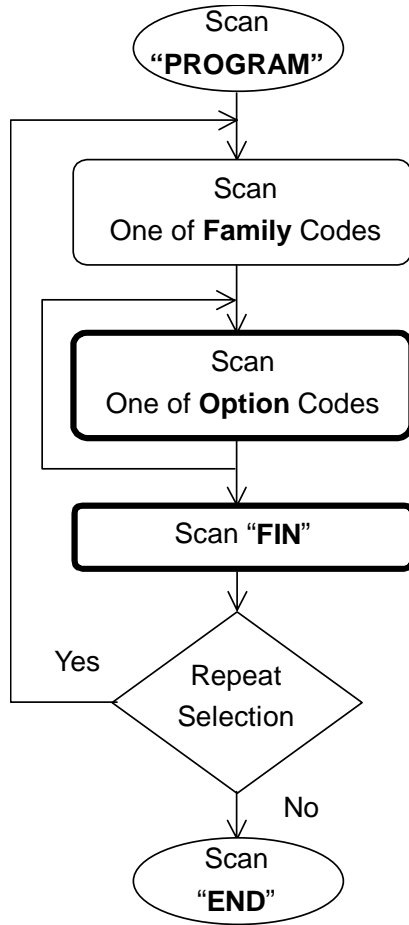 Scan
“PROGRAM”
Scan
One of Family Codes
Scan
One of Option Codes
Scan “FIN”
Yes
Repeat
Selection
No
Scan
“END”